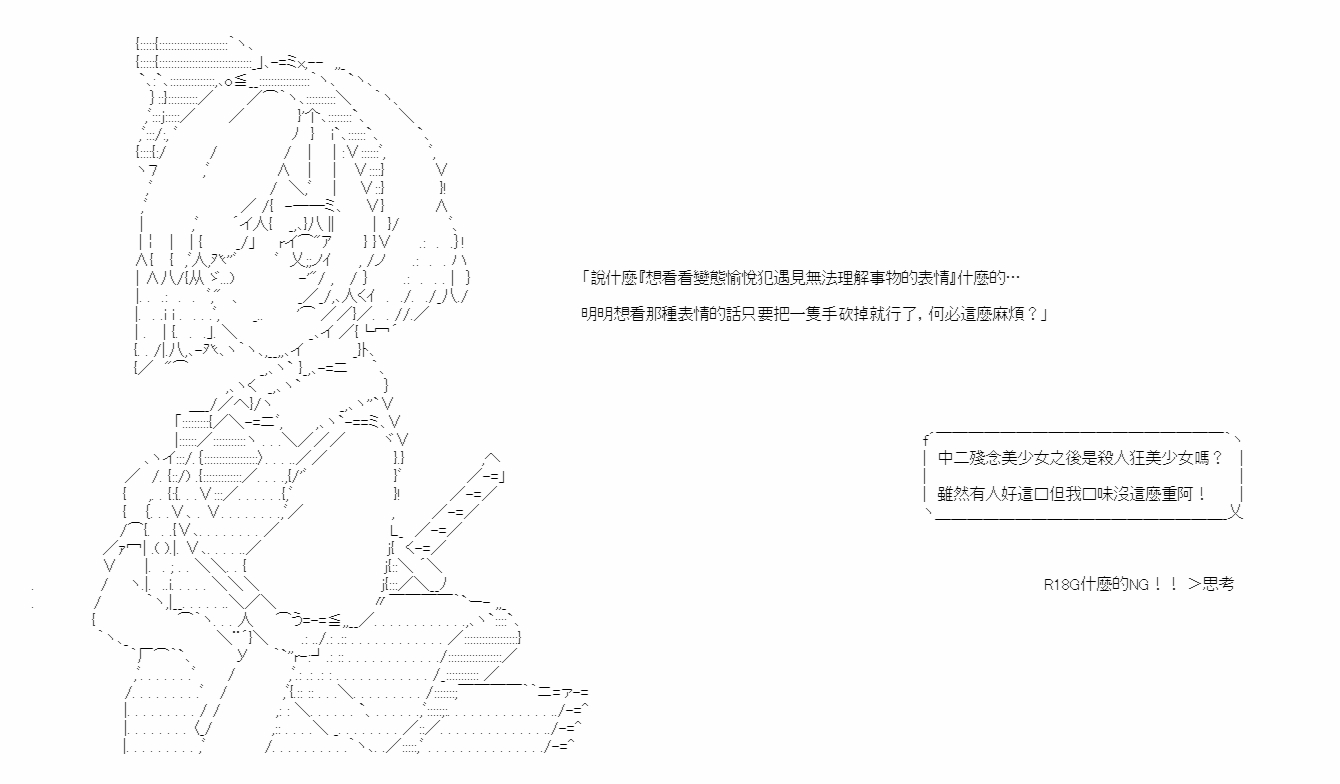 「說什麼『想看看變態愉悅犯遇見無法理解事物的表情』什麼的…
明明想看那種表情的話只要把一隻手砍掉就行了，何必這麼麻煩？」
中二殘念美少女之後是殺人狂美少女嗎？
雖然有人好這口但我口味沒這麼重阿！
R18G什麼的NG！！ ＞思考